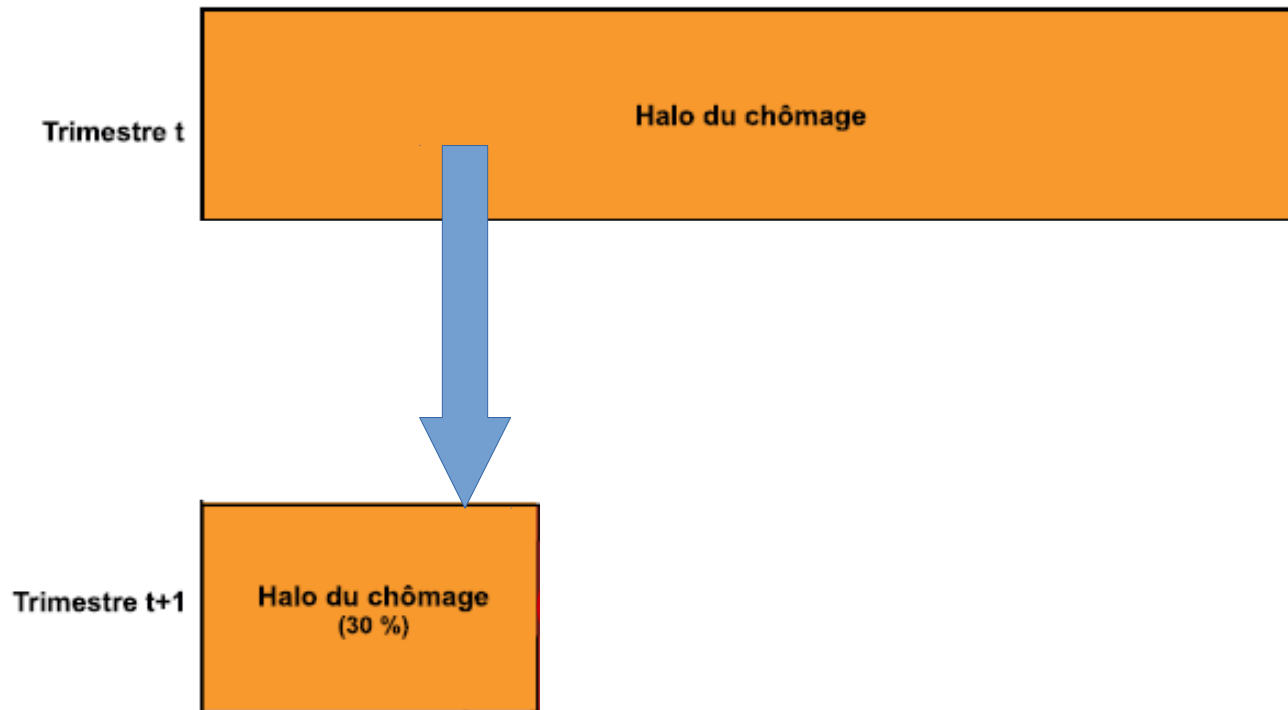 Halo du chômage
Trimestre t
Trimestre t+1
Halo du chômage
(30 %)